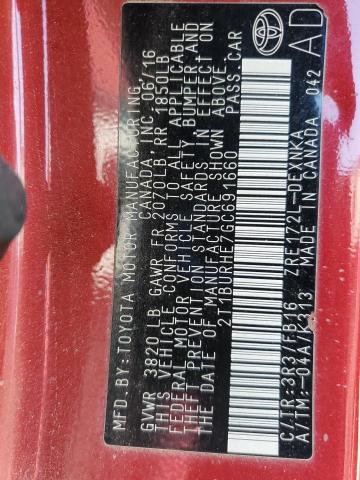 MFD.BY-TOYOTA MOTOR MANUFACTURING
CANADA, INC. 06/16
GVWR 3820LB GAWR FR 2070LB RR 1850LB
THIS VEHICLE CONFORMS TO ALL APPLICABLE
FEDERAL MOTOR VEHICLE SAFETY, BUMPER AND
THEFT PREVENTION STANDARDS IN EFFECT ON
THE DATE OF MANUFACTURE SHOWN ABOVE.
2T1BURHE/GC691660 PASS.CAR
C/TR:3R3/FB16 ZRE172L-DEXNKA
A/TM:-04A/K313 MADE IN CANADA 042
AD